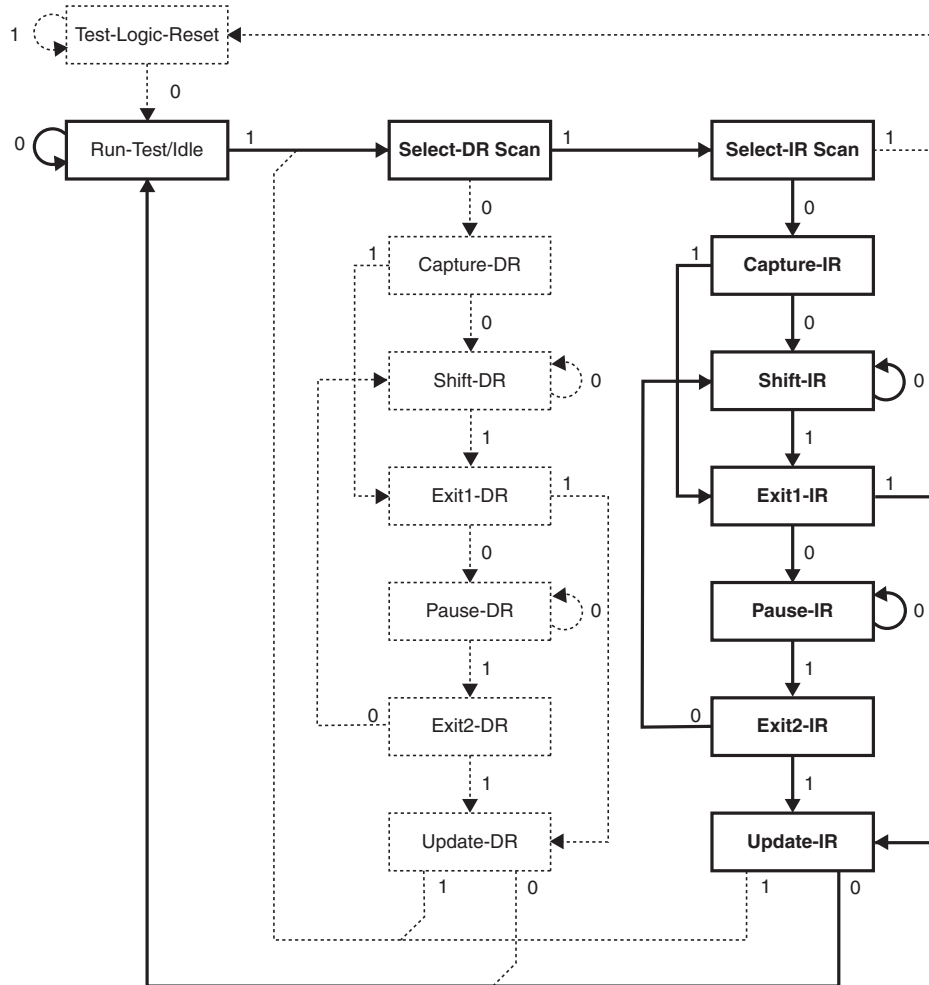 1 Test-Logic-Reset
0
0 Run-Test/Idle 1 Select-DR Scan 1 Select-IR Scan 1
0 0
1 Capture-DR 1 Capture-IR
0 0
Shift-DR 0 Shift-IR 0
1 1
Exit1-DR 1 Exit1-IR 1
0 0
Pause-DR 0 Pause-IR 0
1 1
0 Exit2-DR 0 Exit2-IR
1 1
Update-DR Update-IR
1 0 1 0